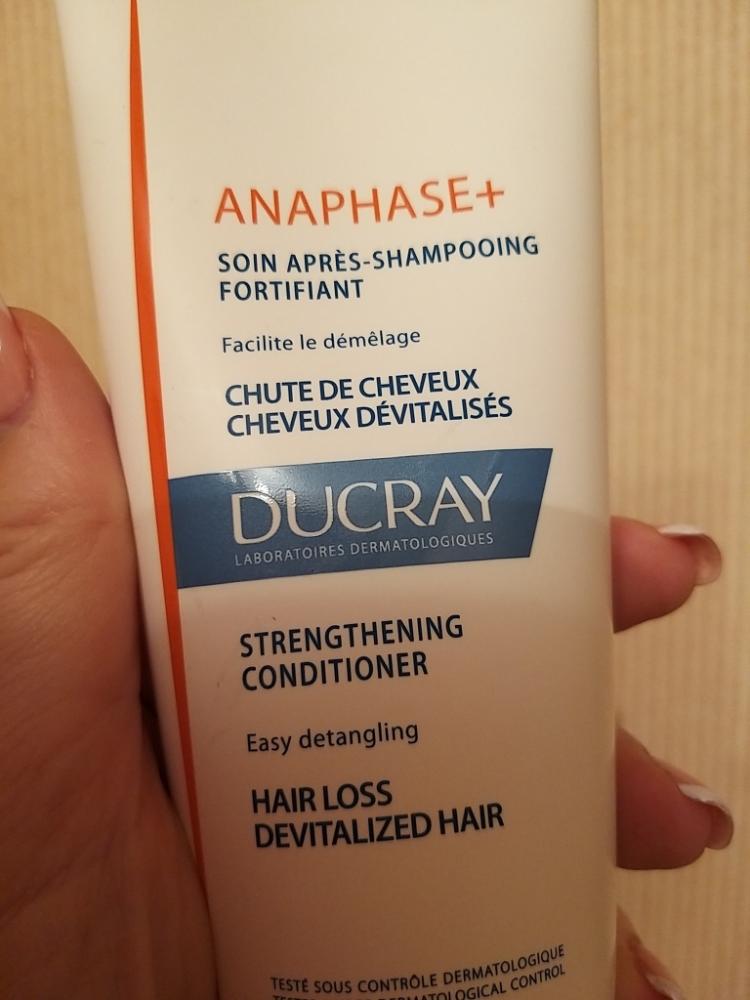 ANAPHASE+
SOIN APRÈS-SHAMPOOING
FORTIFIANT
Facilite le démêlage
CHUTE DE CHEVEUX
CHEVEUX DÉVITALISÉS
DUCRAY
LABORATOIRES DERMATOLOGIQUES
STRENGTHENING
CONDITIONER
Easy detangling
HAIR LOSS
DEVITALIZED HAIR
TESTÉ SOUS CONTRÔLE DERMATOLOGIQUE
DERMATOLOGICAL CONTROL